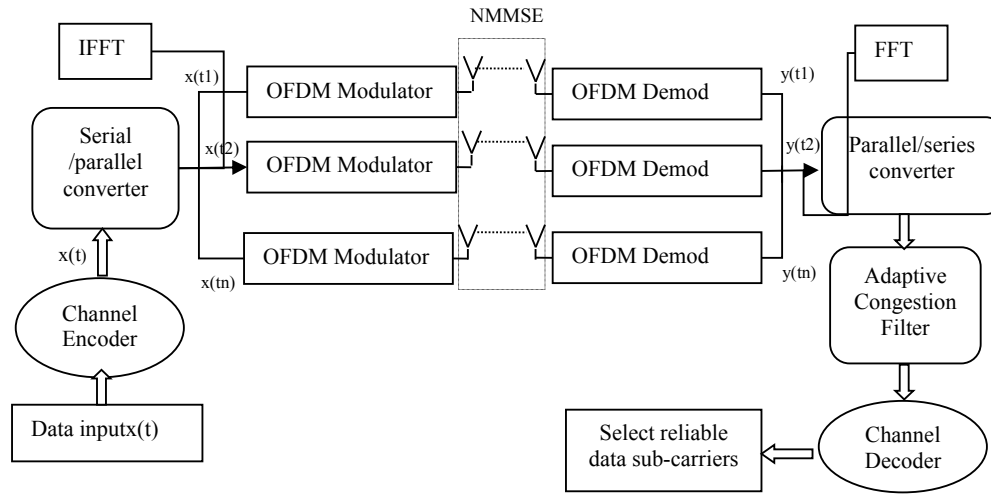 NMMSE
IFFT
FFT
x(t1)
OFDM Modulator
OFDM Demod
y(t1)
Serial
/parallel
converter
x(t2)
OFDM Modulator
OFDM Demod
y(t2)
Parallel/series
converter
x(t)
x(tn)
OFDM Modulator
OFDM Demod
y(tn)
Adaptive
Congestion
Filter
Channel
Encoder
Data inputx(t)
Select reliable
data sub-carriers
Channel
Decoder